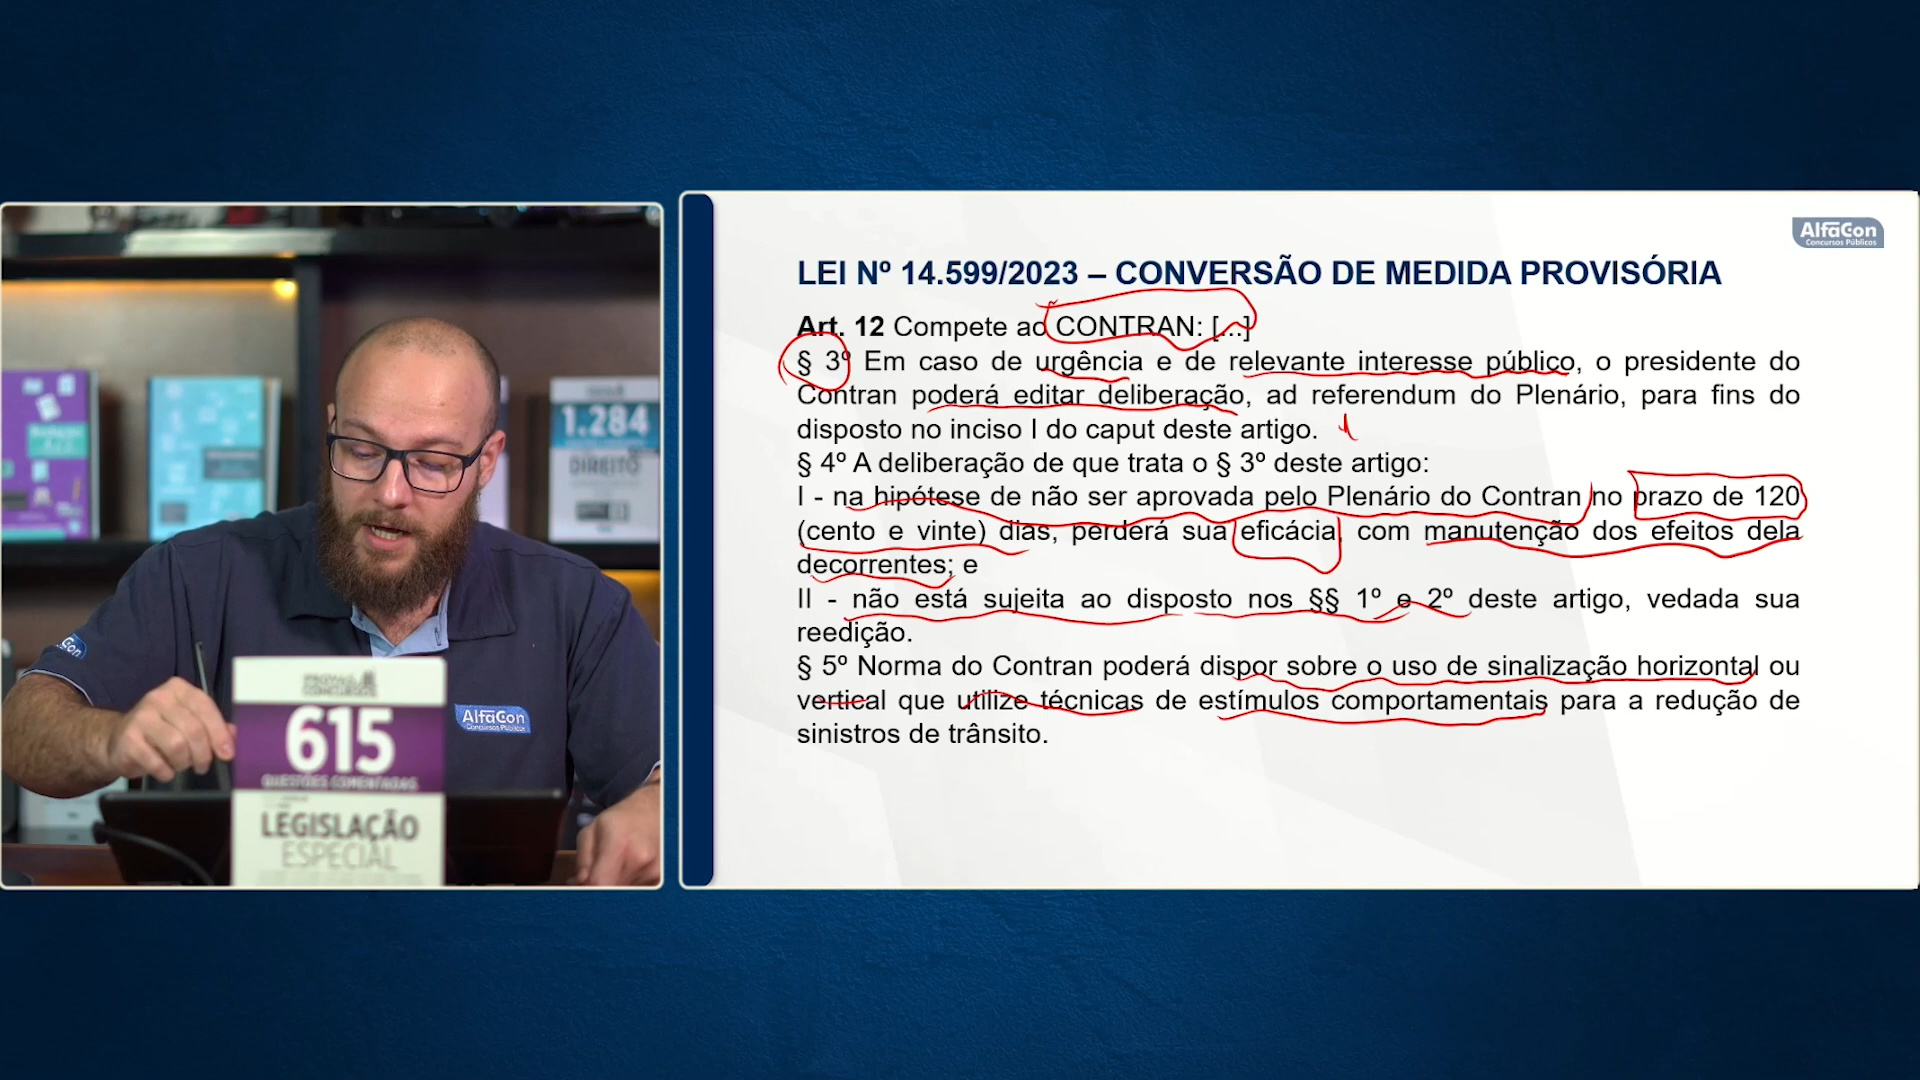 AlfaCon
Concursos Públicos
LEI Nº 14.599/2023 – CONVERSÃO DE MEDIDA PROVISÓRIA
Art. 12 Compete ao CONTRAN: [...]
§ 3º Em caso de urgência e de relevante interesse público, o presidente do
Contran poderá editar deliberação, ad referendum do Plenário, para fins do
disposto no inciso I do caput deste artigo.
§ 4º A deliberação de que trata o § 3º deste artigo:
I - na hipótese de não ser aprovada pelo Plenário do Contran no prazo de 120
(cento e vinte) dias, perderá sua eficácia, com manutenção dos efeitos dela
decorrentes; e
II - não está sujeita ao disposto nos §§ 1º e 2º deste artigo, vedada sua
reedição.
§ 5º Norma do Contran poderá dispor sobre o uso de sinalização horizontal ou
vertical que utilize técnicas de estímulos comportamentais para a redução de
sinistros de trânsito.
1.284
DIREITO
AlfaCon
Concursos Públicos
615
QUESTÕES COMENTADAS
LEGISLAÇÃO
ESPECIAL